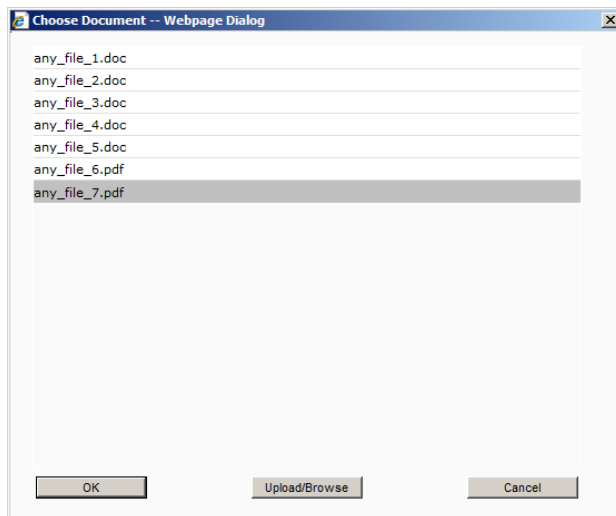 Choose Document -- Webpage Dialog
any_file_1.doc
any_file_2.doc
any_file_3.doc
any_file_4.doc
any_file_5.doc
any_file_6.pdf
any_file_7.pdf
OK Upload/Browse Cancel